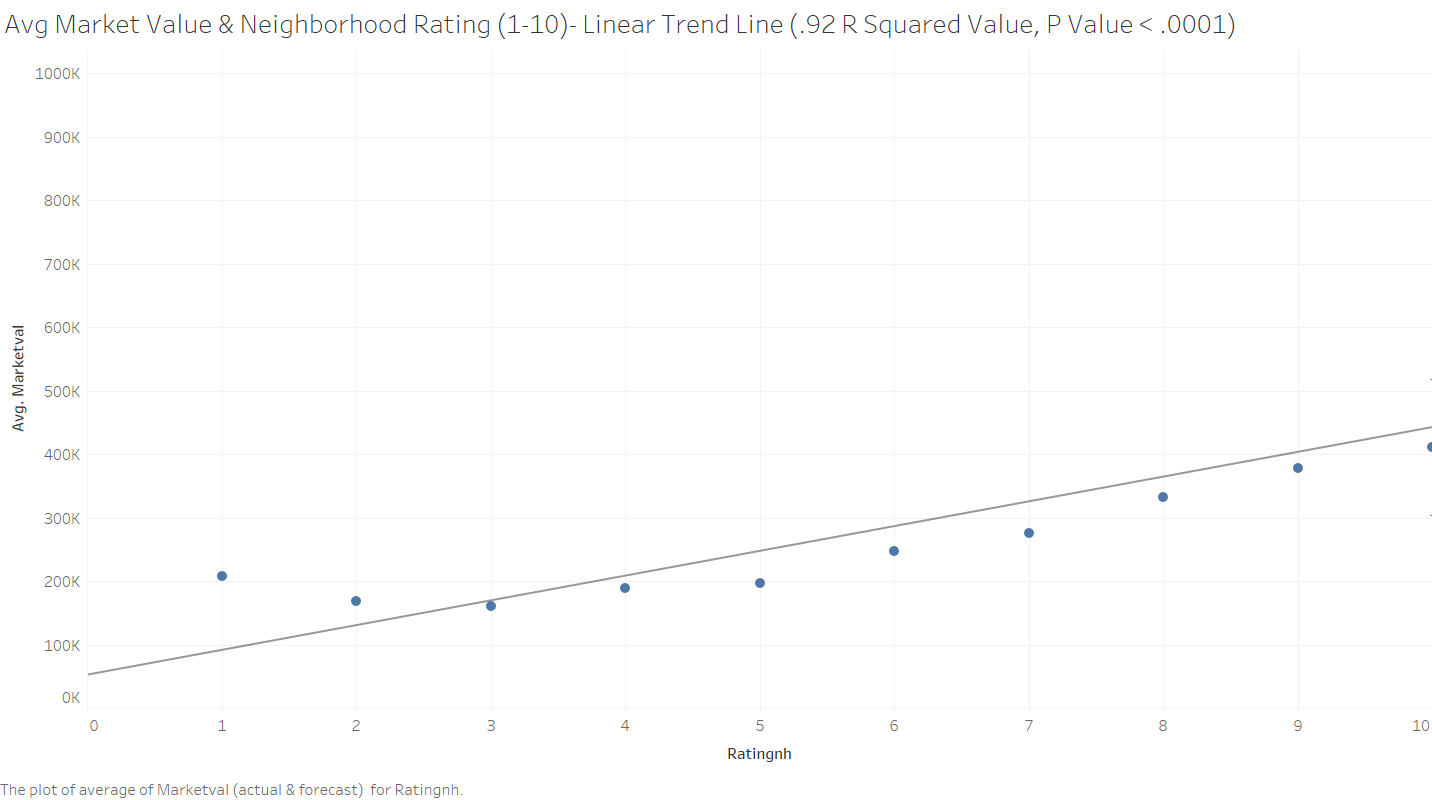 Avg Market Value & Neighborhood Rating (1-10)- Linear Trend Line (.92 R Squared Value, P Value < .0001)
1000K
900K
800K
700K
600K
500K
400K
300K
200K
100K
0K
Avg. Marketval
0 1 2 3 4 5 6 7 8 9 10
Ratingnh
The plot of average of Marketval (actual & forecast) for Ratingnh.